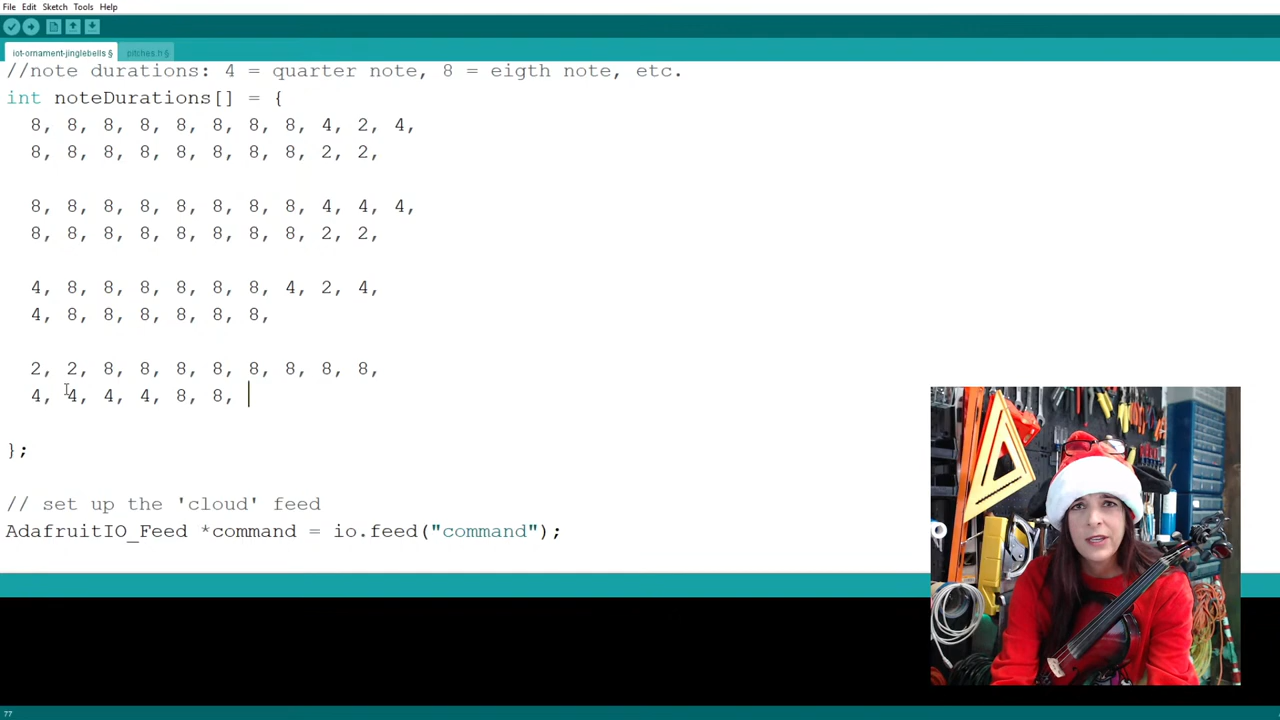 File Edit Sketch Tools Help
iot-ornament-jinglebells §
pitches.h §
//note durations: 4 = quarter note, 8 = eigth note, etc.
int noteDurations[] = {
8, 8, 8, 8, 8, 8, 8, 8, 4, 2, 4,
8, 8, 8, 8, 8, 8, 8, 8, 2, 2,
8, 8, 8, 8, 8, 8, 8, 8, 4, 4, 4,
8, 8, 8, 8, 8, 8, 8, 8, 2, 2,
4, 8, 8, 8, 8, 8, 8, 4, 2, 4,
4, 8, 8, 8, 8, 8, 8,
2, 2, 8, 8, 8, 8, 8, 8, 8, 8,
4, 4, 4, 4, 8, 8,
};
// set up the 'cloud' feed
AdafruitIO_Feed *command = io.feed("command");
77